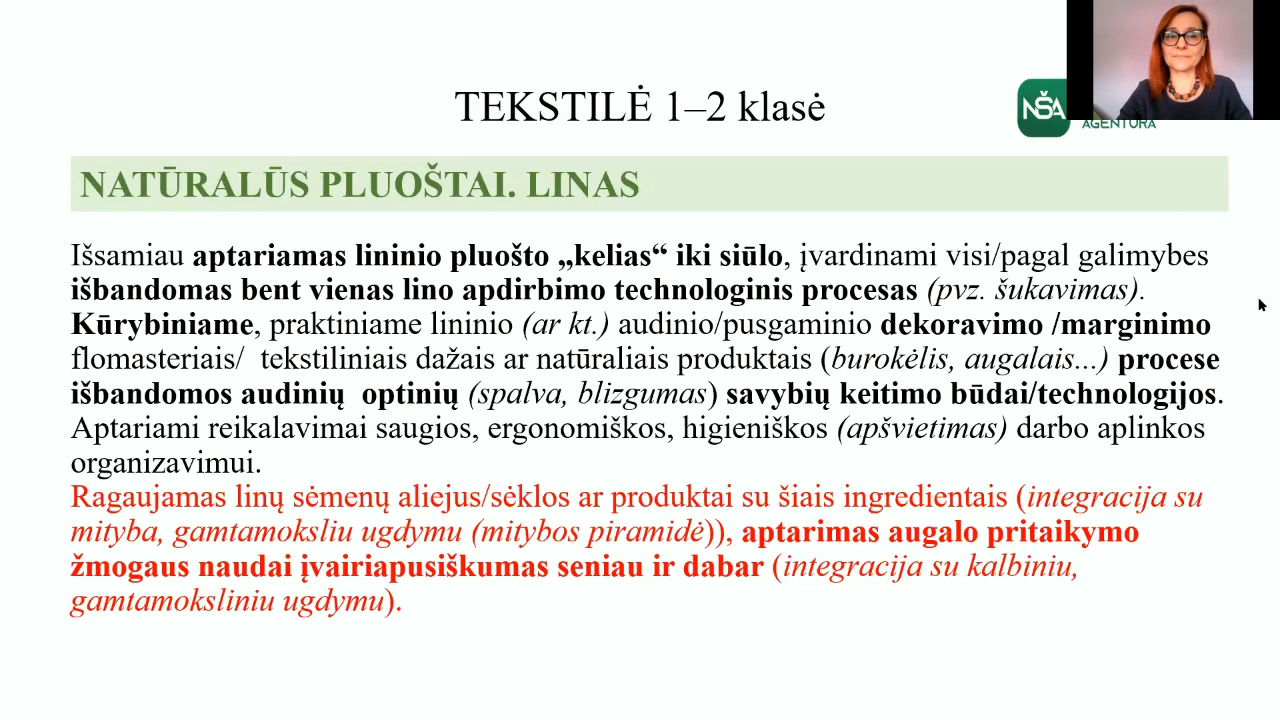 TEKSTILĖ 1–2 klasė
NŠA
AGENTŪRA
NATŪRALŪS PLUOŠTAI. LINAS
Išsamiau aptariamas lininio pluošto „kelias“ iki siūlo, įvardinami visi/pagal galimybes
išbandomas bent vienas lino apdirbimo technologinis procesas (pvz. šukavimas).
Kūrybiniame, praktiniame lininio (ar kt.) audinio/pusgaminio dekoravimo /marginimo
flomasteriais/ tekstiliniais dažais ar natūraliais produktais (burokėlis, augalais...) procese
išbandomos audinių optinių (spalva, blizgumas) savybių keitimo būdai/technologijos.
Aptariami reikalavimai saugios, ergonomiškos, higieniškos (apšvietimas) darbo aplinkos
organizavimui.
Ragaujamas linų sėmenų aliejus/sėklos ar produktai su šiais ingredientais (integracija su
mityba, gamtamoksliu ugdymu (mitybos piramidė)), aptarimas augalo pritaikymo
žmogaus naudai įvairiapusiškumas seniau ir dabar (integracija su kalbiniu,
gamtamoksliniu ugdymu).